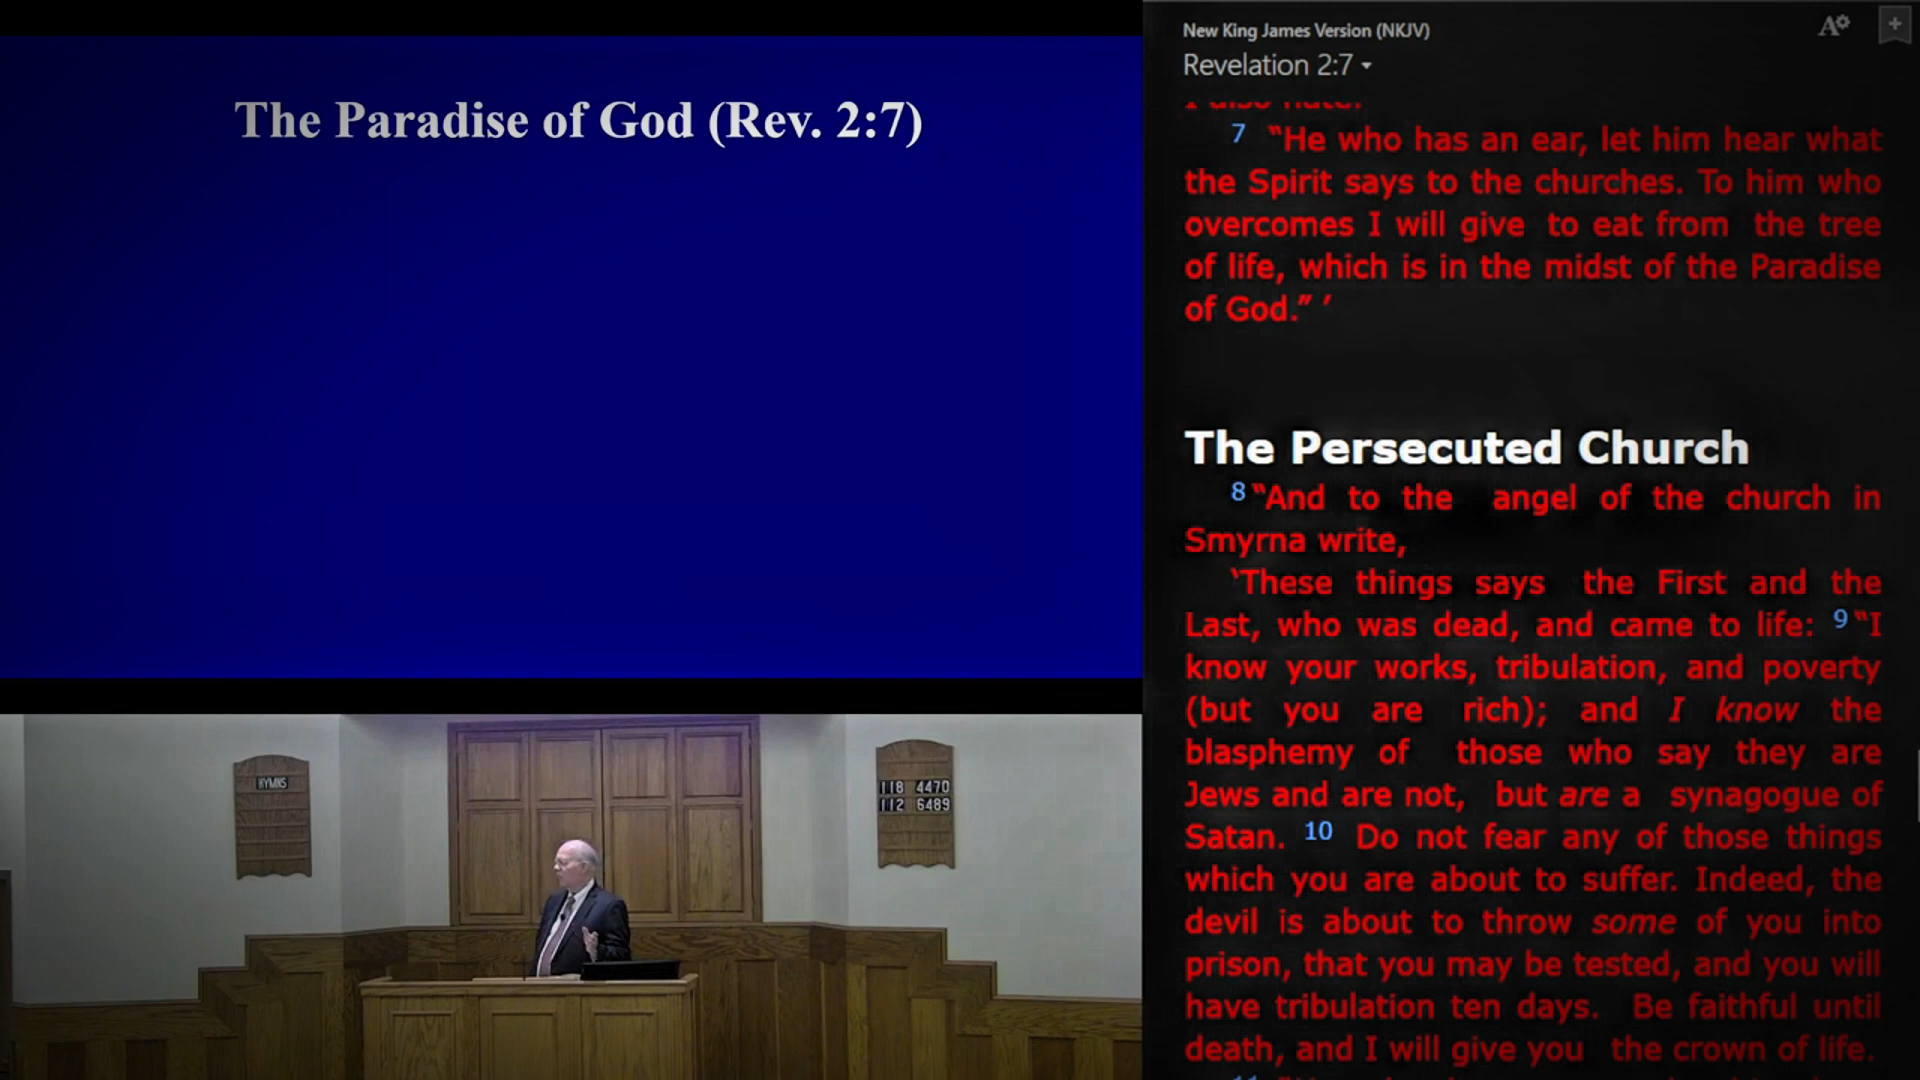 The Paradise of God (Rev. 2:7)
HYMNS
118 4470
112 6489
New King James Version (NKJV)
Revelation 2:7
I also hate.
7 “He who has an ear, let him hear what
the Spirit says to the churches. To him who
overcomes I will give to eat from the tree
of life, which is in the midst of the Paradise
of God.” ’
The Persecuted Church
8 “And to the angel of the church in
Smyrna write,
‘These things says the First and the
Last, who was dead, and came to life: 9 “I
know your works, tribulation, and poverty
(but you are rich); and I know the
blasphemy of those who say they are
Jews and are not, but are a synagogue of
Satan. 10 Do not fear any of those things
which you are about to suffer. Indeed, the
devil is about to throw some of you into
prison, that you may be tested, and you will
have tribulation ten days. Be faithful until
death, and I will give you the crown of life.